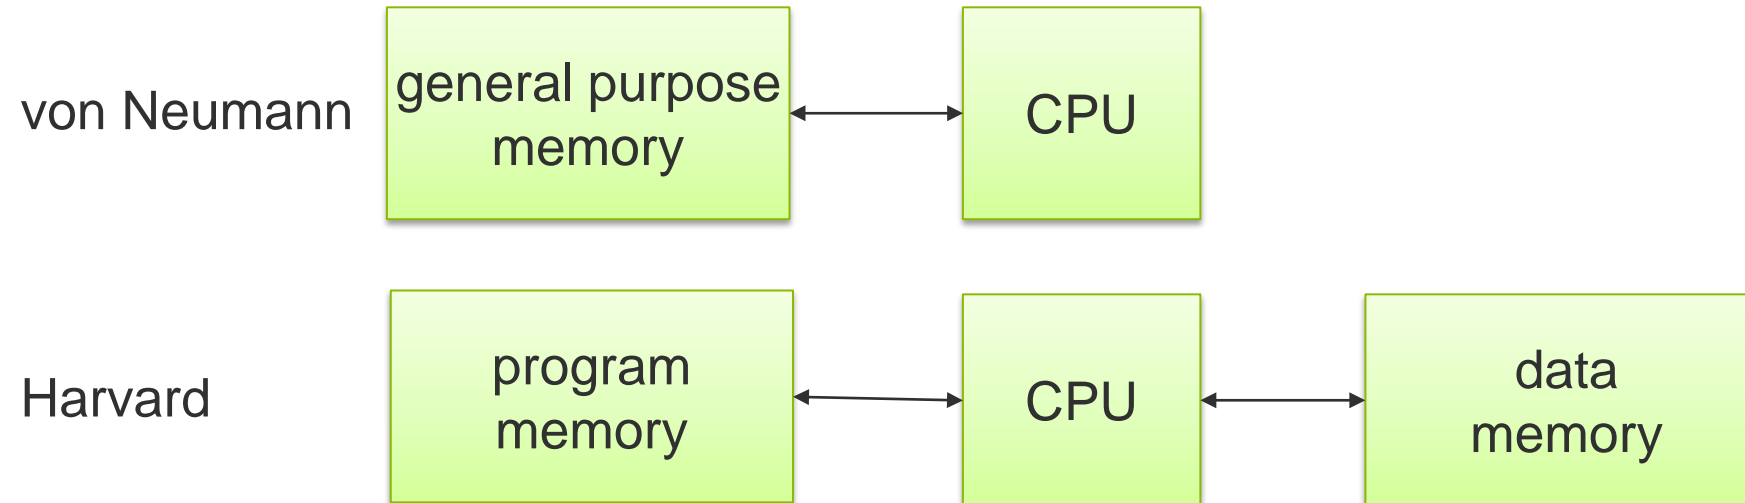 von Neumann
general purpose
memory
CPU
Harvard
program
memory
CPU
data
memory